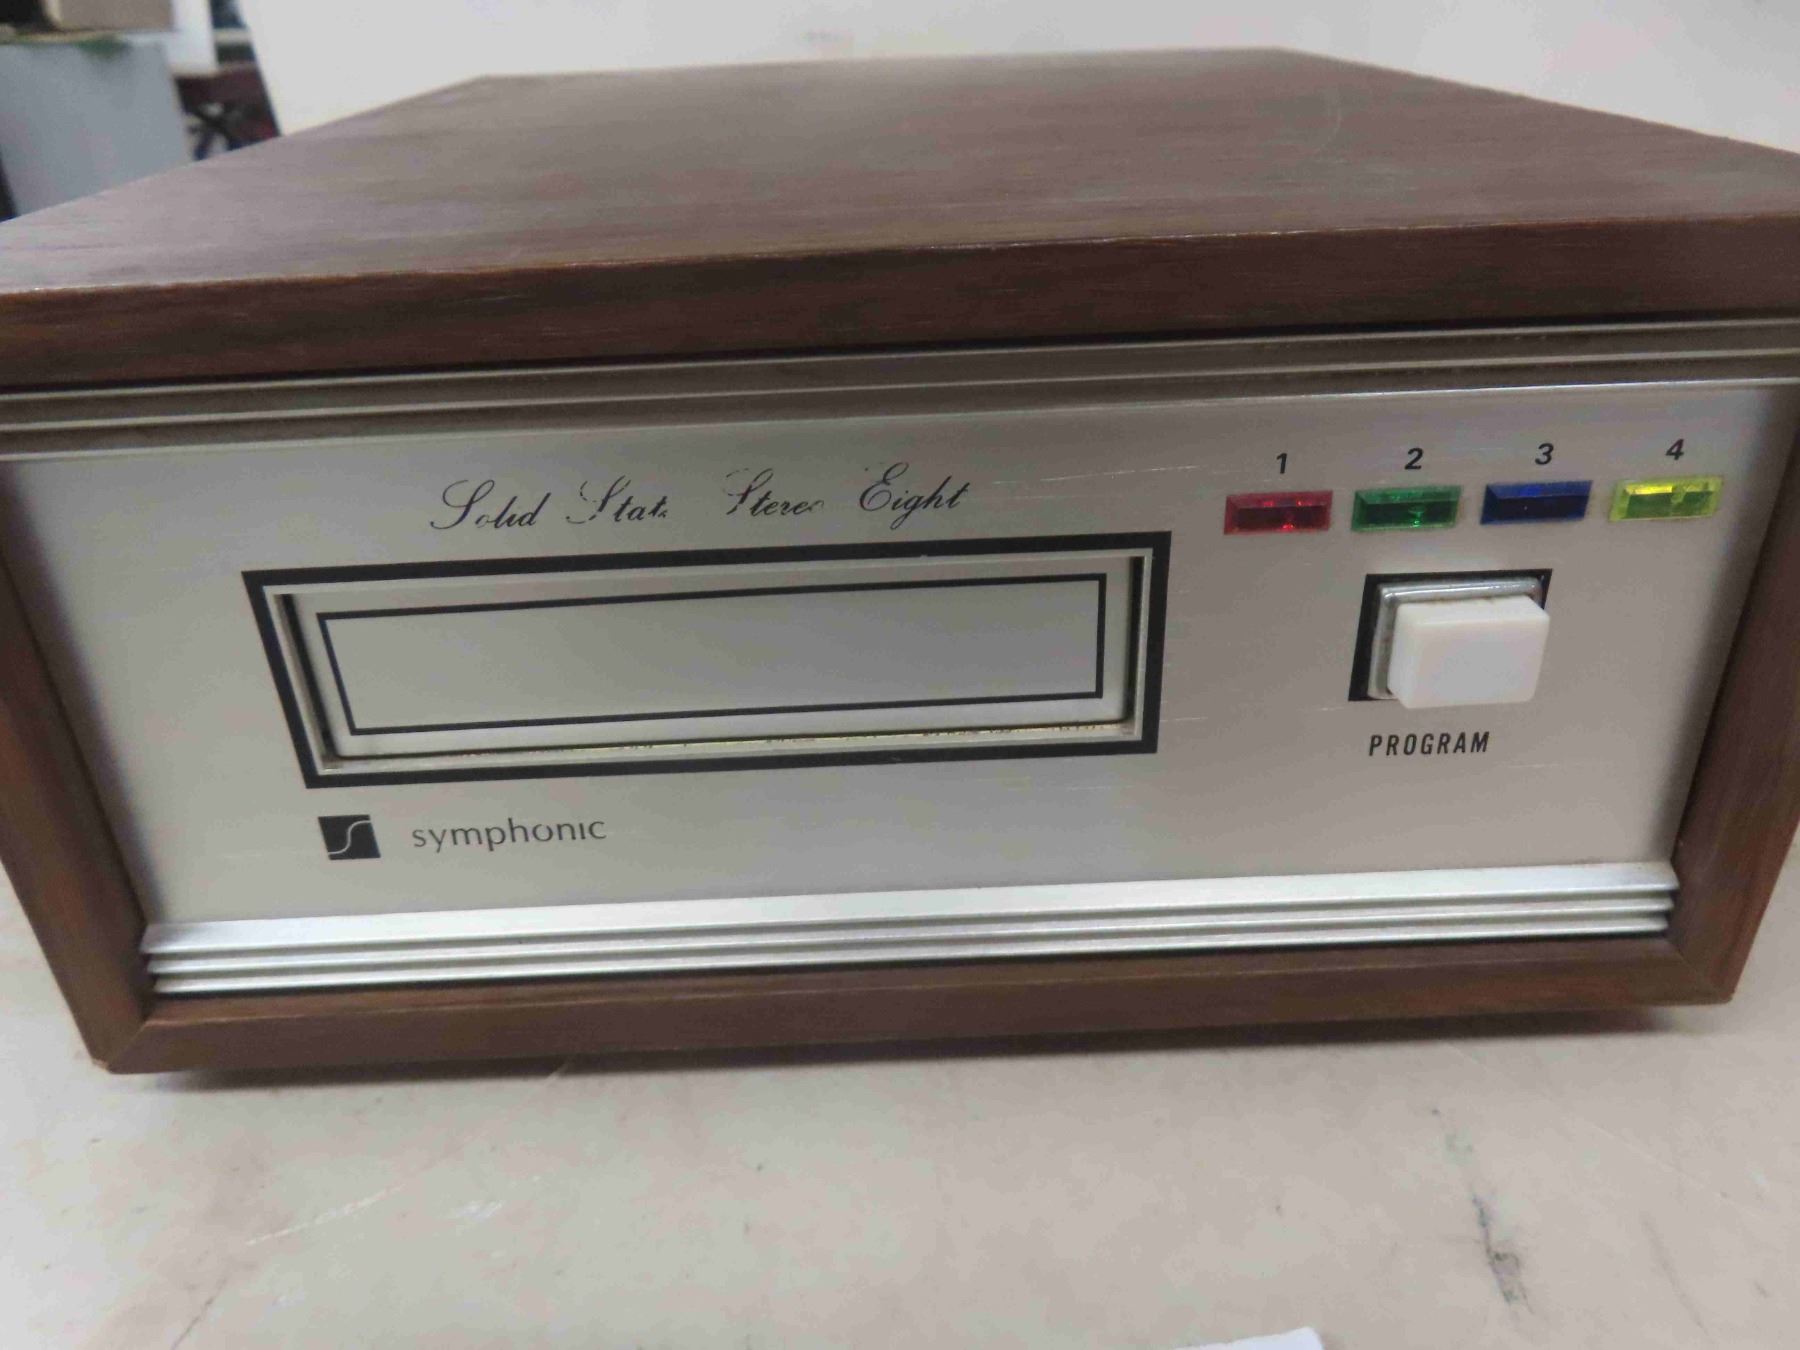 Solid State Stereo Eight
1 2 3 4
PROGRAM
symphonic